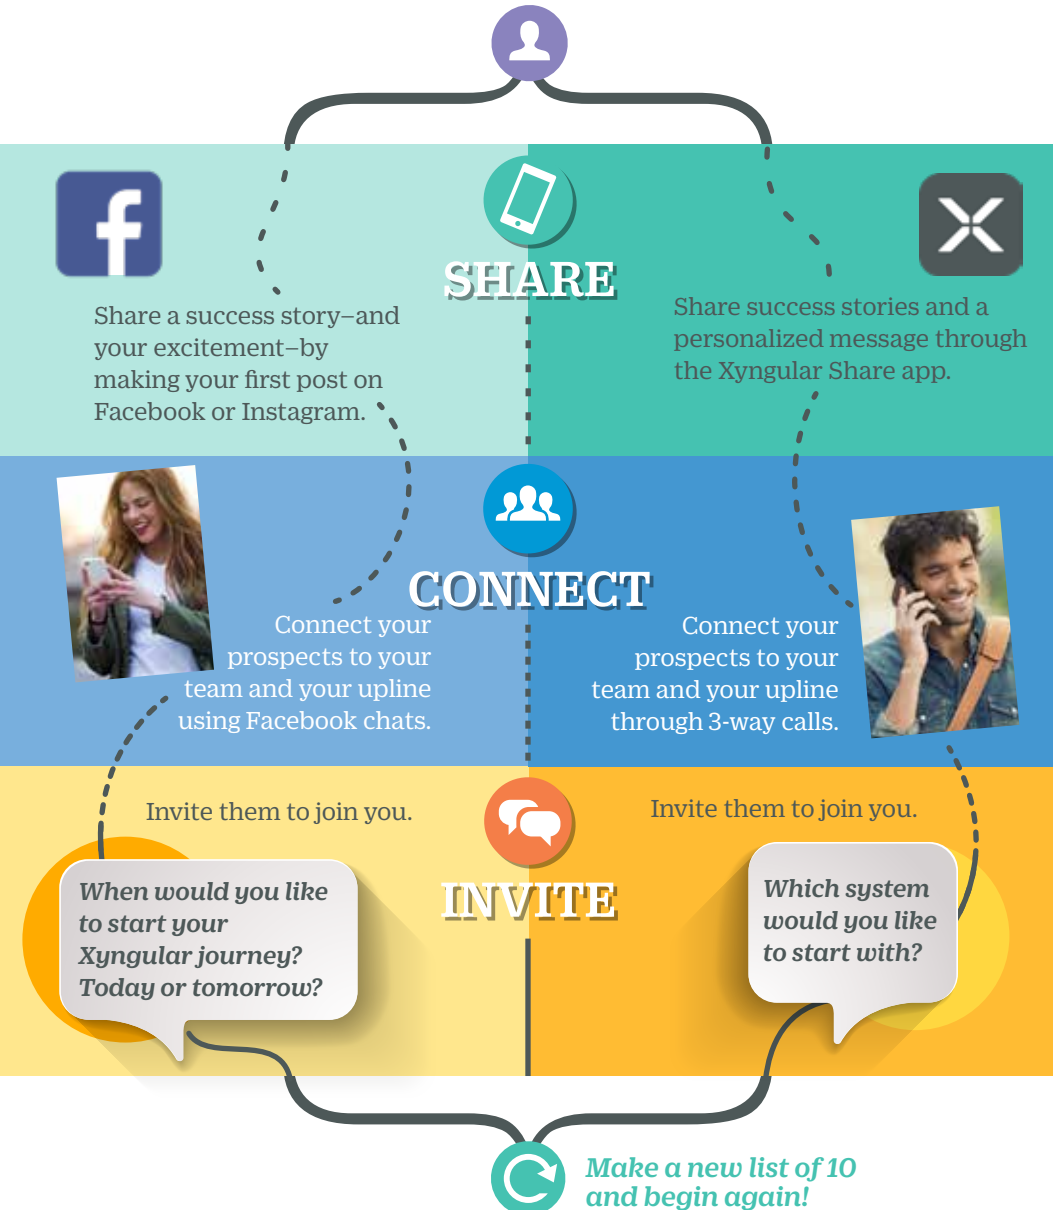 SHARE
Share a success story–and
your excitement–by
making your first post on
Facebook or Instagram.
Share success stories and a
personalized message through
the Xyngular Share app.
CONNECT
Connect your
prospects to your
team and your upline
using Facebook chats.
Connect your
prospects to your
team and your upline
through 3-way calls.
INVITE
Invite them to join you.
When would you like
to start your
Xyngular journey?
Today or tomorrow?
Invite them to join you.
Which system
would you like
to start with?
Make a new list of 10
and begin again!